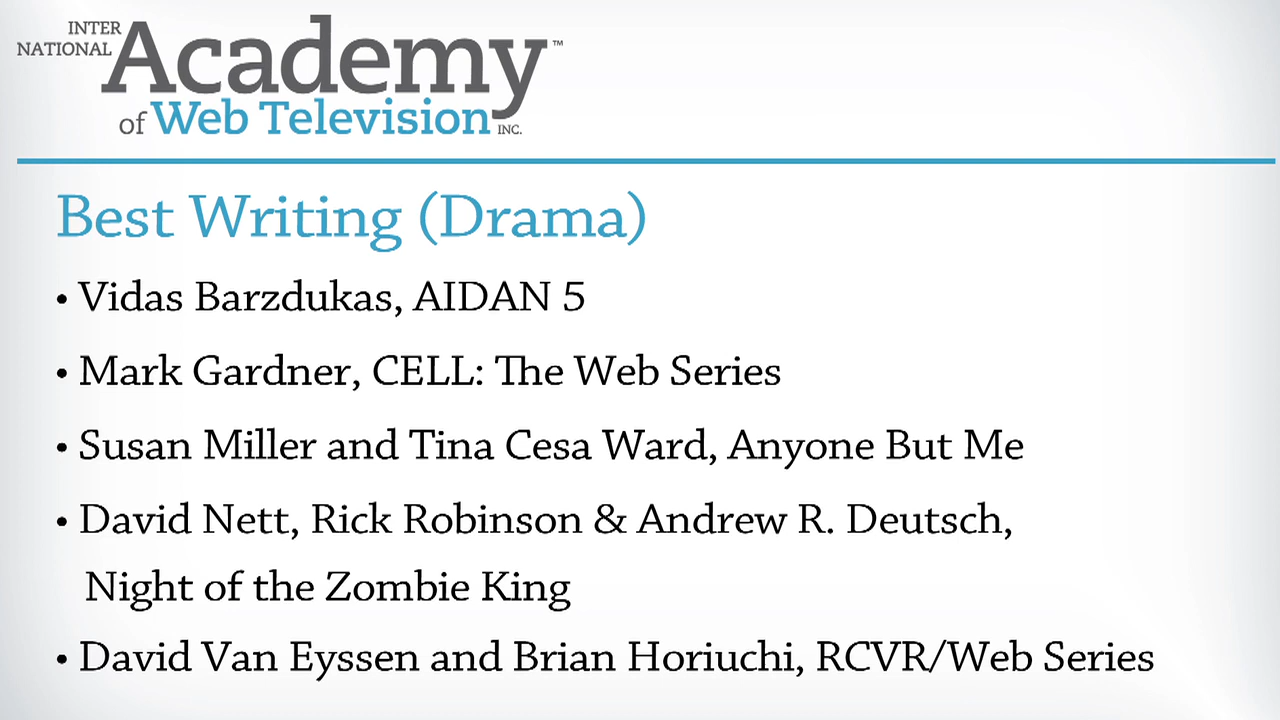 INTER
NATIONAL
Academy™
of Web Television INC.
Best Writing (Drama)
• Vidas Barzdukas, AIDAN 5
• Mark Gardner, CELL: The Web Series
• Susan Miller and Tina Cesa Ward, Anyone But Me
• David Nett, Rick Robinson & Andrew R. Deutsch,
Night of the Zombie King
• David Van Eyssen and Brian Horiuchi, RCVR/Web Series